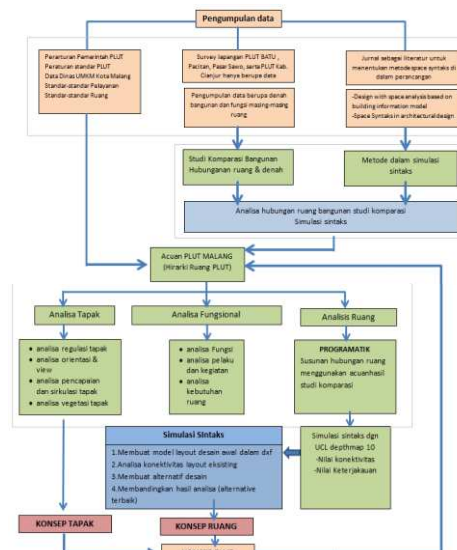 Pengumpulan data
Perarturan Pemerintah PLUT
Peraturan standar PLUT
Data Dinas UMKM Kota Malang
Standar-standar Pelayanan
Standar-standar Ruang
Survey lapangan PLUT BATU ,
Pacitan, Pasar Sawo, serta PLUT Kab.
Cianjur hanya berupa data
Pengumpulan data berupa denah
bangunan dan fungsi masing-masing
ruang
Jurnal sebagai literatur untuk
menentukan metode space syntaks di
dalam perancangan
-Design with space analysis based on
building information model
-Space Syntaks in architectural design
Studi Komparasi Bangunan
Hubunganan ruang & denah
Metode dalam simulasi
sintaks
Analisa hubungan ruang bangunan studi komparasi
Simulasi sintaks
Acuan PLUT MALANG
(Hirarki Ruang PLUT)
Analisa Tapak
Analisa Fungsional
Analisis Ruang
• analisa regulasi tapak
• analisa orientasi &
view
• analisa pencapaian
dan sirkulasi tapak
• analisa vegetasi tapak
• analisa Fungsi
• analisa pelaku
dan kegiatan
• analisa
kebutuhan
ruang
PROGRAMATIK
Susunan hubungan ruang
menggunakan acuanhasil
studi komparasi
Simulasi Sintaks
1.Membuat model layout desain awal dalam dxf
2.Analisa konektivitas layout eksisting
3.Membuat alternatif desain
4.Membandingkan hasil analisa (alternative
terbaik)
Simulasi sintaks dgn
UCL depthmap 10
-Nilai konektivitas
-Nilai Keterjakauan
KONSEP TAPAK
KONSEP RUANG